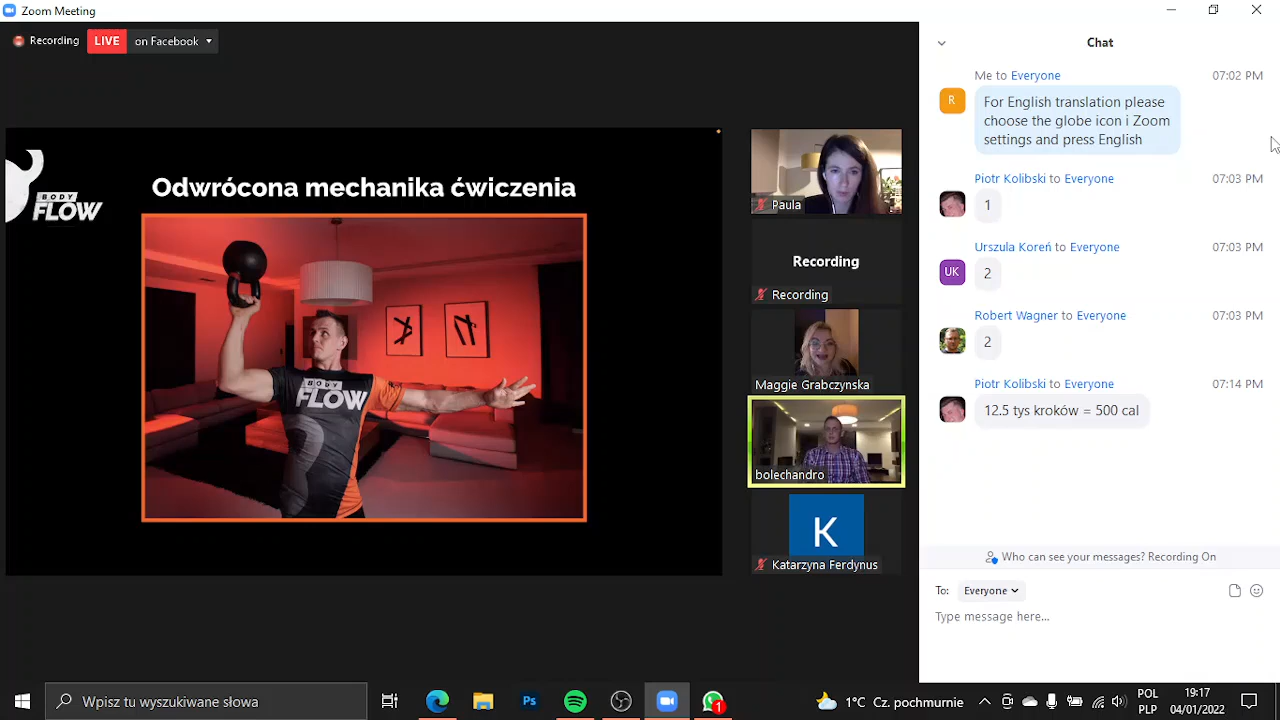 Zoom Meeting
Recording
LIVE
on Facebook
BODY
FLOW
Odwrócona mechanika ćwiczenia
BODY
FLOW
Paula
Recording
Recording
Maggie Grabczynska
bolechandro
K
Katarzyna Ferdynus
Chat
Me to Everyone
07:02 PM
R
For English translation please
choose the globe icon i Zoom
settings and press English
Piotr Kolibski to Everyone
07:03 PM
1
Urszula Koreń to Everyone
07:03 PM
UK
2
Robert Wagner to Everyone
07:03 PM
2
Piotr Kolibski to Everyone
07:14 PM
12.5 tys kroków = 500 cal
Who can see your messages? Recording On
To:
Everyone
Type message here...
Wpisz tu wyszukiwane słowa
Ps
1
1°C Cz. pochmurnie
POL
PLP
19:17
04/01/2022